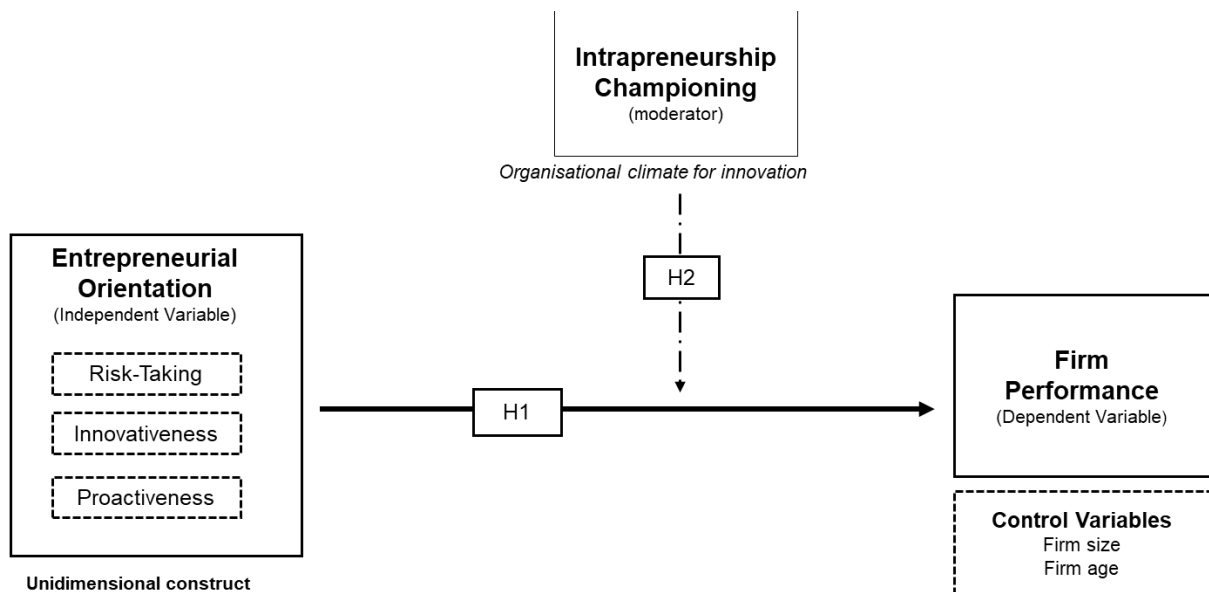 Intrapreneurship
Championing
(moderator)
Organisational climate for innovation
Entrepreneurial
Orientation
(Independent Variable)
Risk-Taking
Innovativeness
Proactiveness
Unidimensional construct
H2
H1
Firm
Performance
(Dependent Variable)
Control Variables
Firm size
Firm age